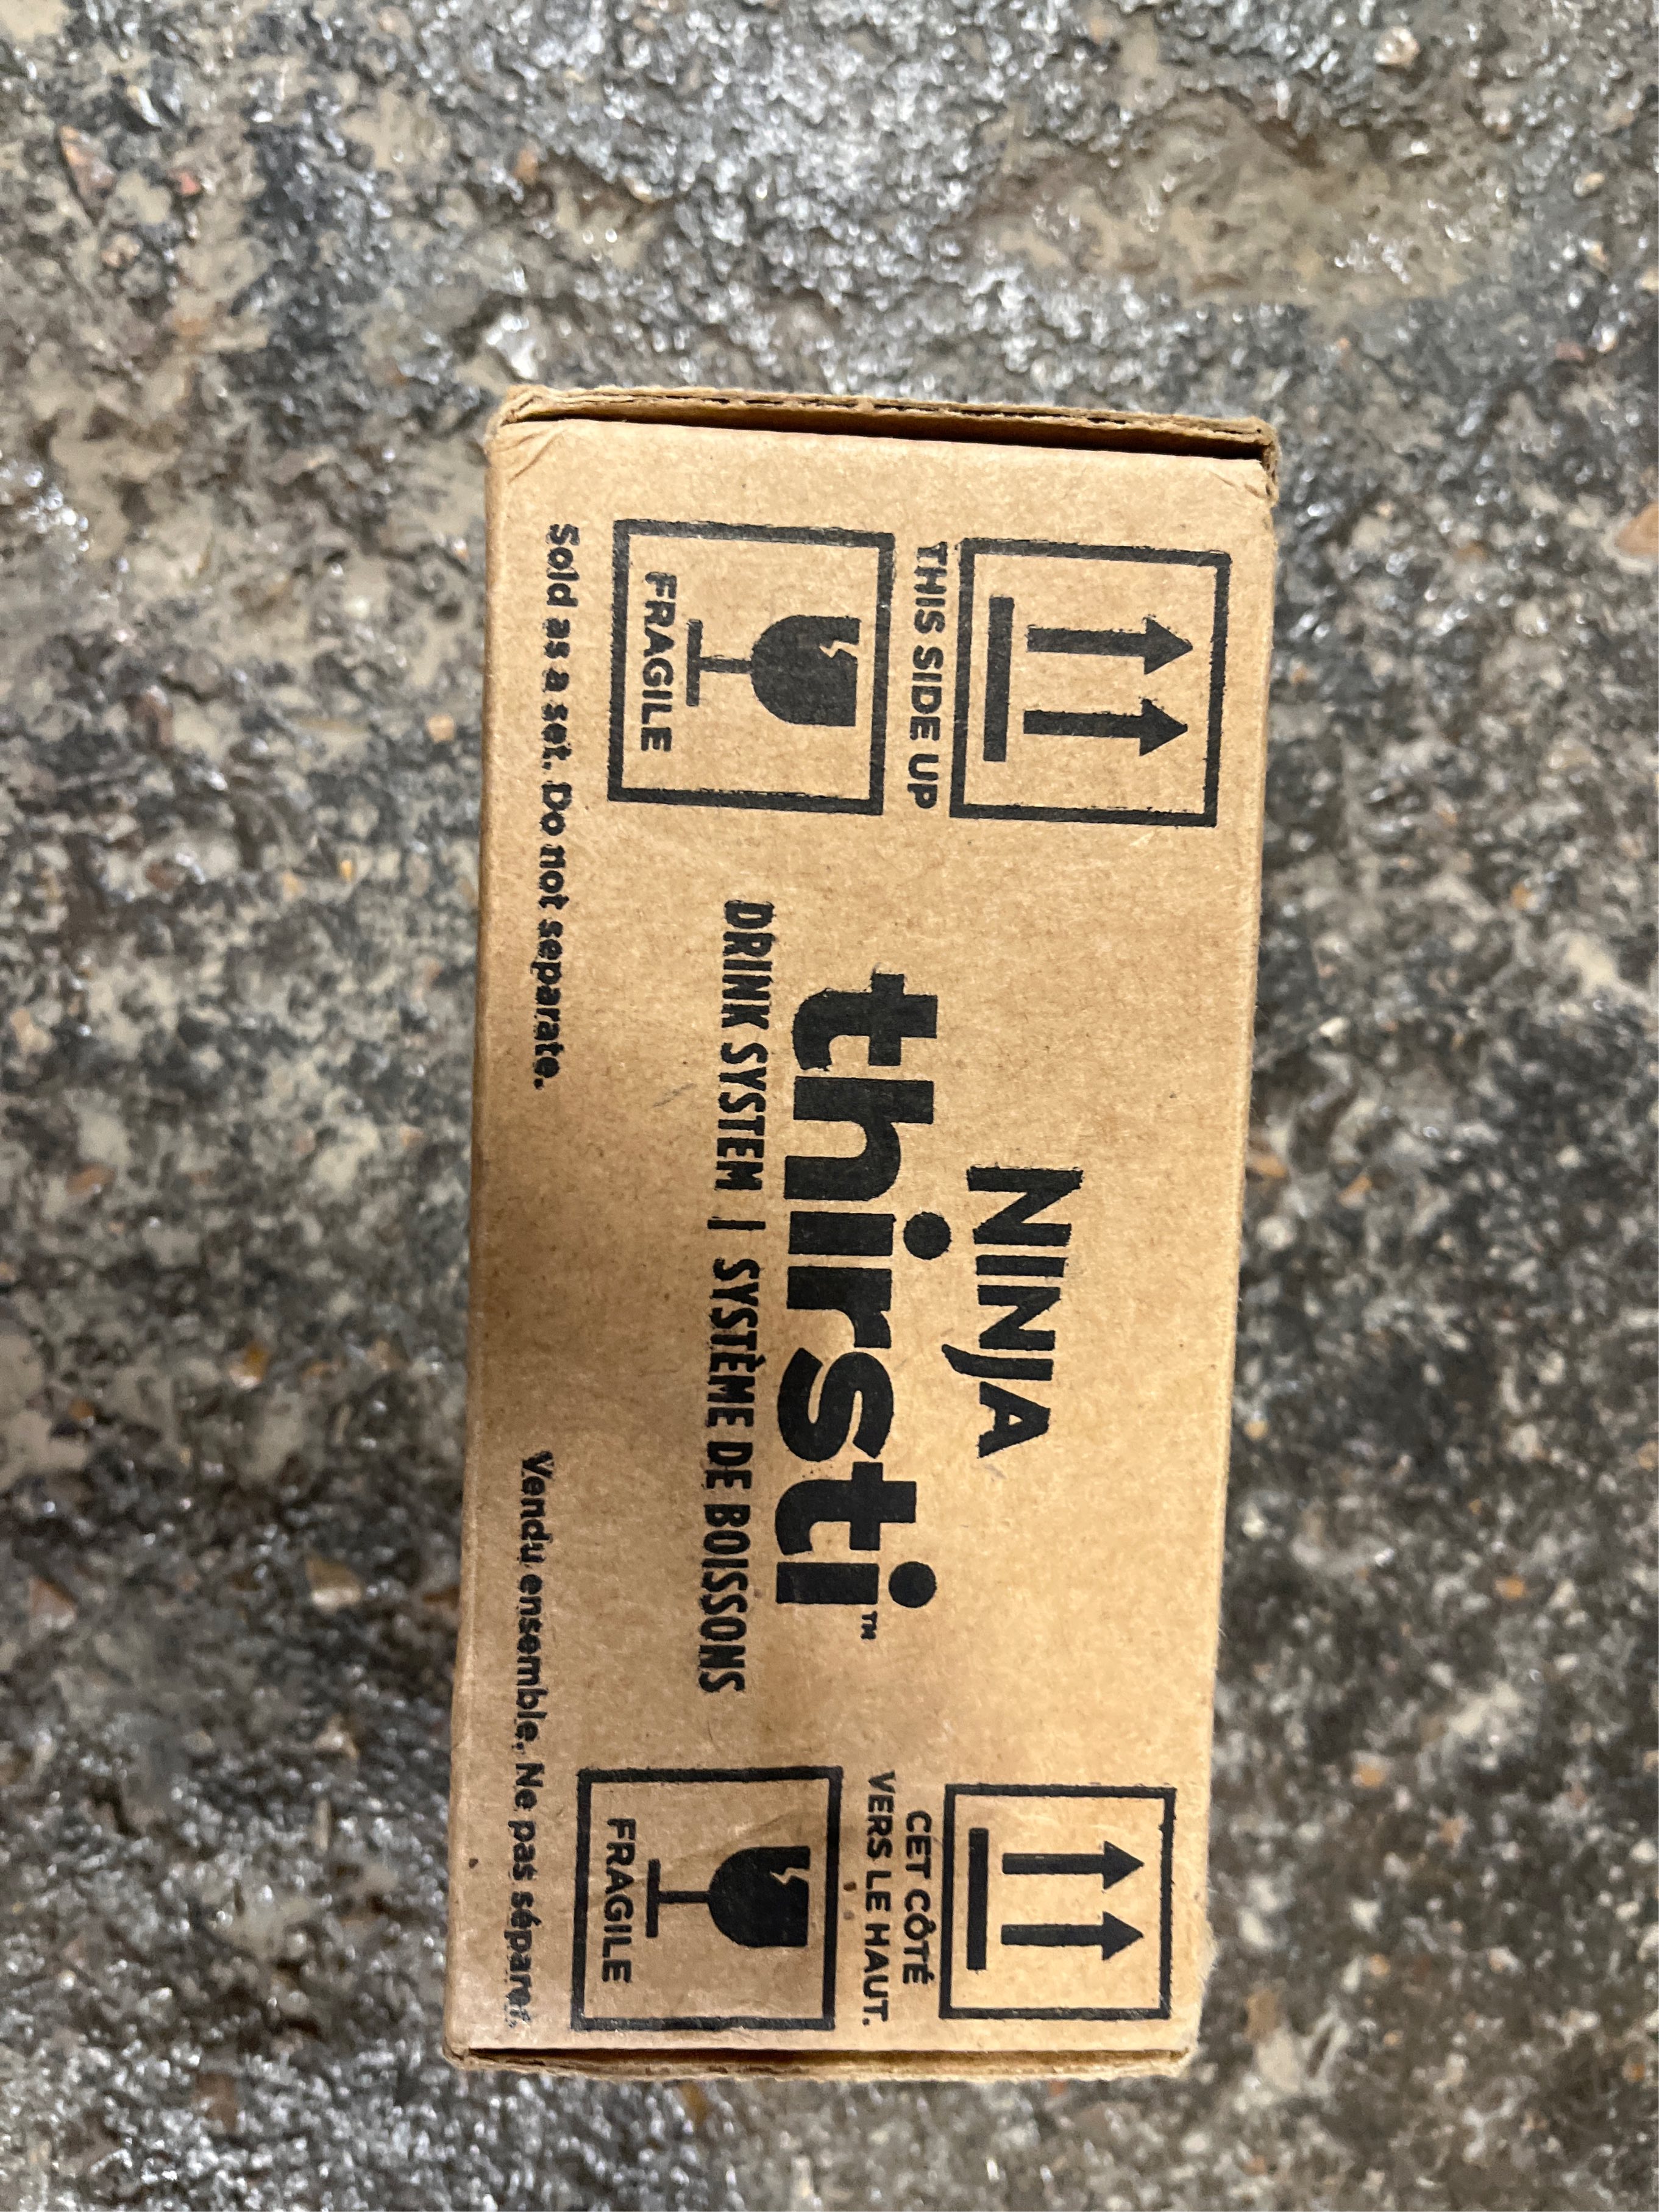 THIS SIDE UP
FRAGILE
NINJA
thirsti™
DRINK SYSTEM | SYSTÈME DE BOISSONS
CET CÔTÉ
VERS LE HAUT.
FRAGILE
Sold as a set. Do not separate.
Vendu ensemble. Ne pas séparer.